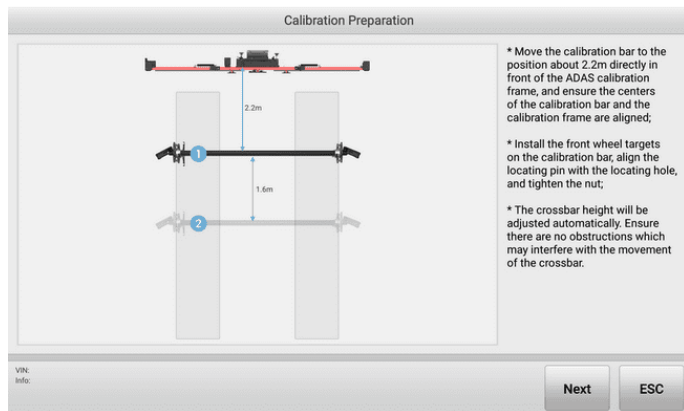 Calibration Preparation
2.2m
1
1.6m
2
* Move the calibration bar to the
position about 2.2m directly in
front of the ADAS calibration
frame, and ensure the centers
of the calibration bar and the
calibration frame are aligned;
* Install the front wheel targets
on the calibration bar, align the
locating pin with the locating hole,
and tighten the nut;
* The crossbar height will be
adjusted automatically. Ensure
there are no obstructions which
may interfere with the movement
of the crossbar.
VIN:
Info:
Next
ESC